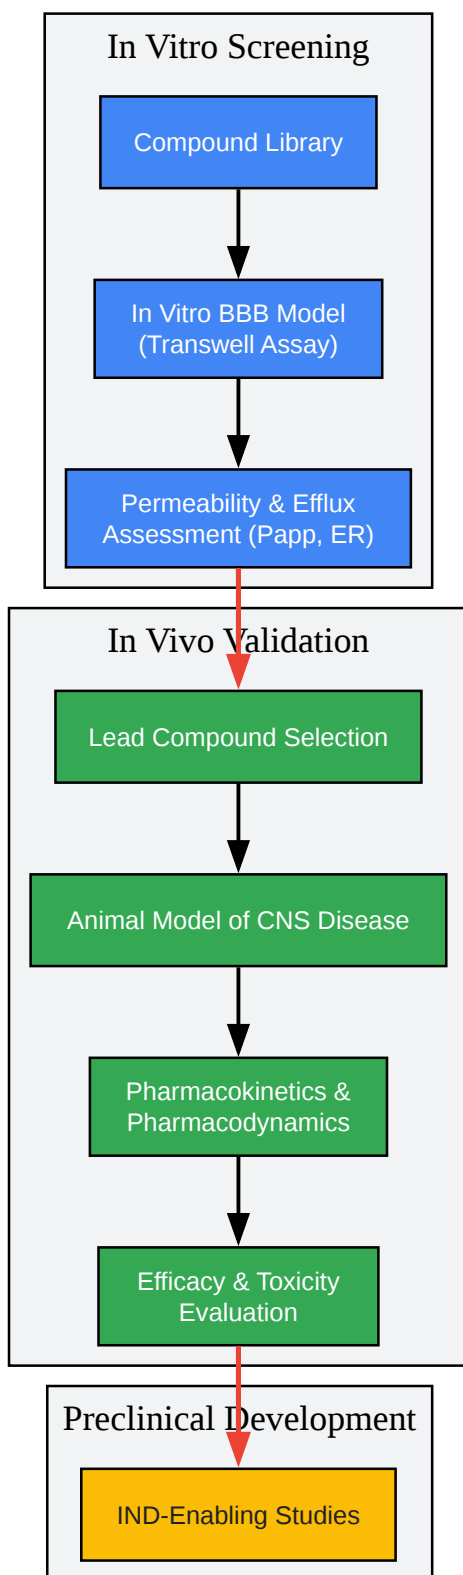 In Vitro Screening
Compound Library
In Vitro BBB Model
(Transwell Assay)
Permeability & Efflux
Assessment (Papp, ER)
In Vivo Validation
Lead Compound Selection
Animal Model of CNS Disease
Pharmacokinetics &
Pharmacodynamics
Efficacy & Toxicity
Evaluation
Preclinical Development
IND-Enabling Studies